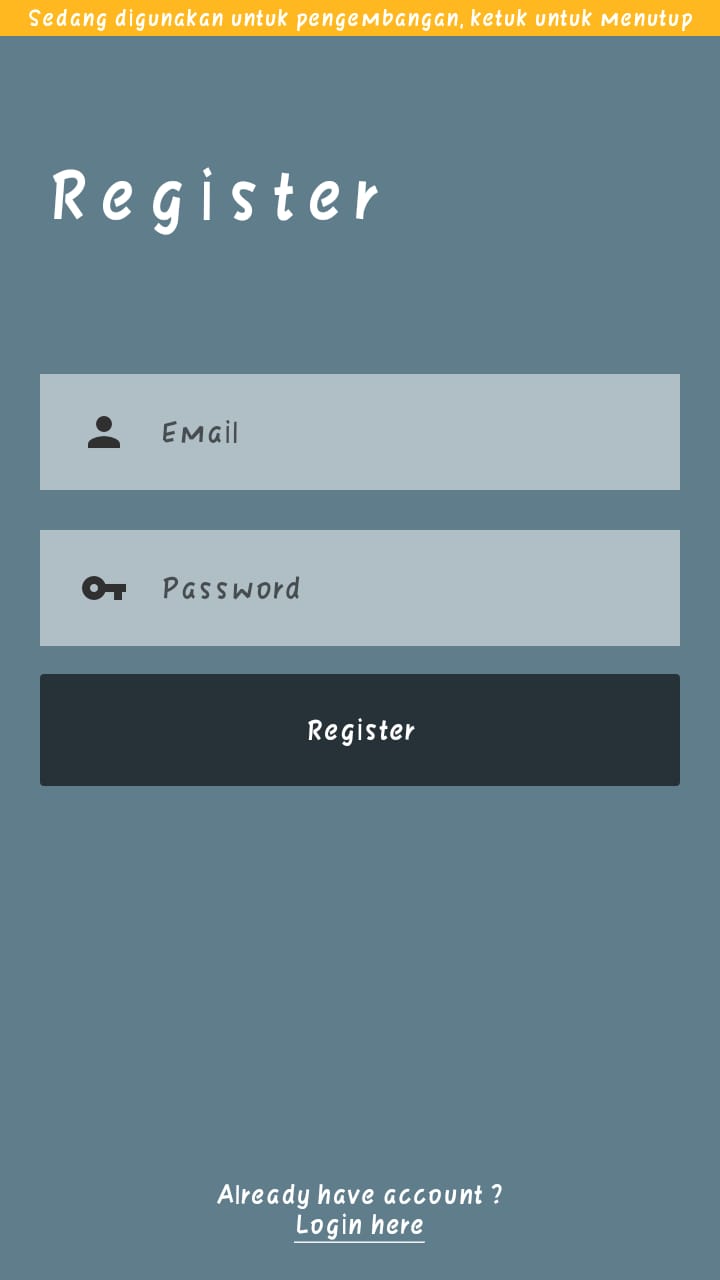 Sedang digunakan untuk pengembangan, ketuk untuk menutup
Register
Email
Password
Register
Already have account ?
Login here